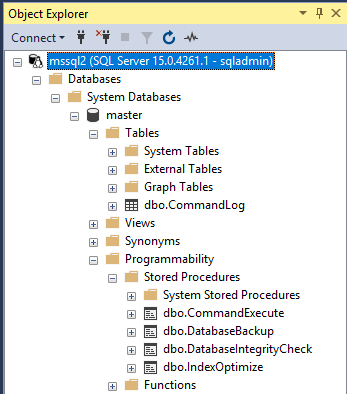 Object Explorer
Connect
mssql2 (SQL Server 15.0.4261.1 - sqladmin)
Databases
System Databases
master
Tables
System Tables
External Tables
Graph Tables
dbo.CommandLog
Views
Synonyms
Programmability
Stored Procedures
System Stored Procedures
dbo.CommandExecute
dbo.DatabaseBackup
dbo.DatabaseIntegrityCheck
dbo.IndexOptimize
Functions